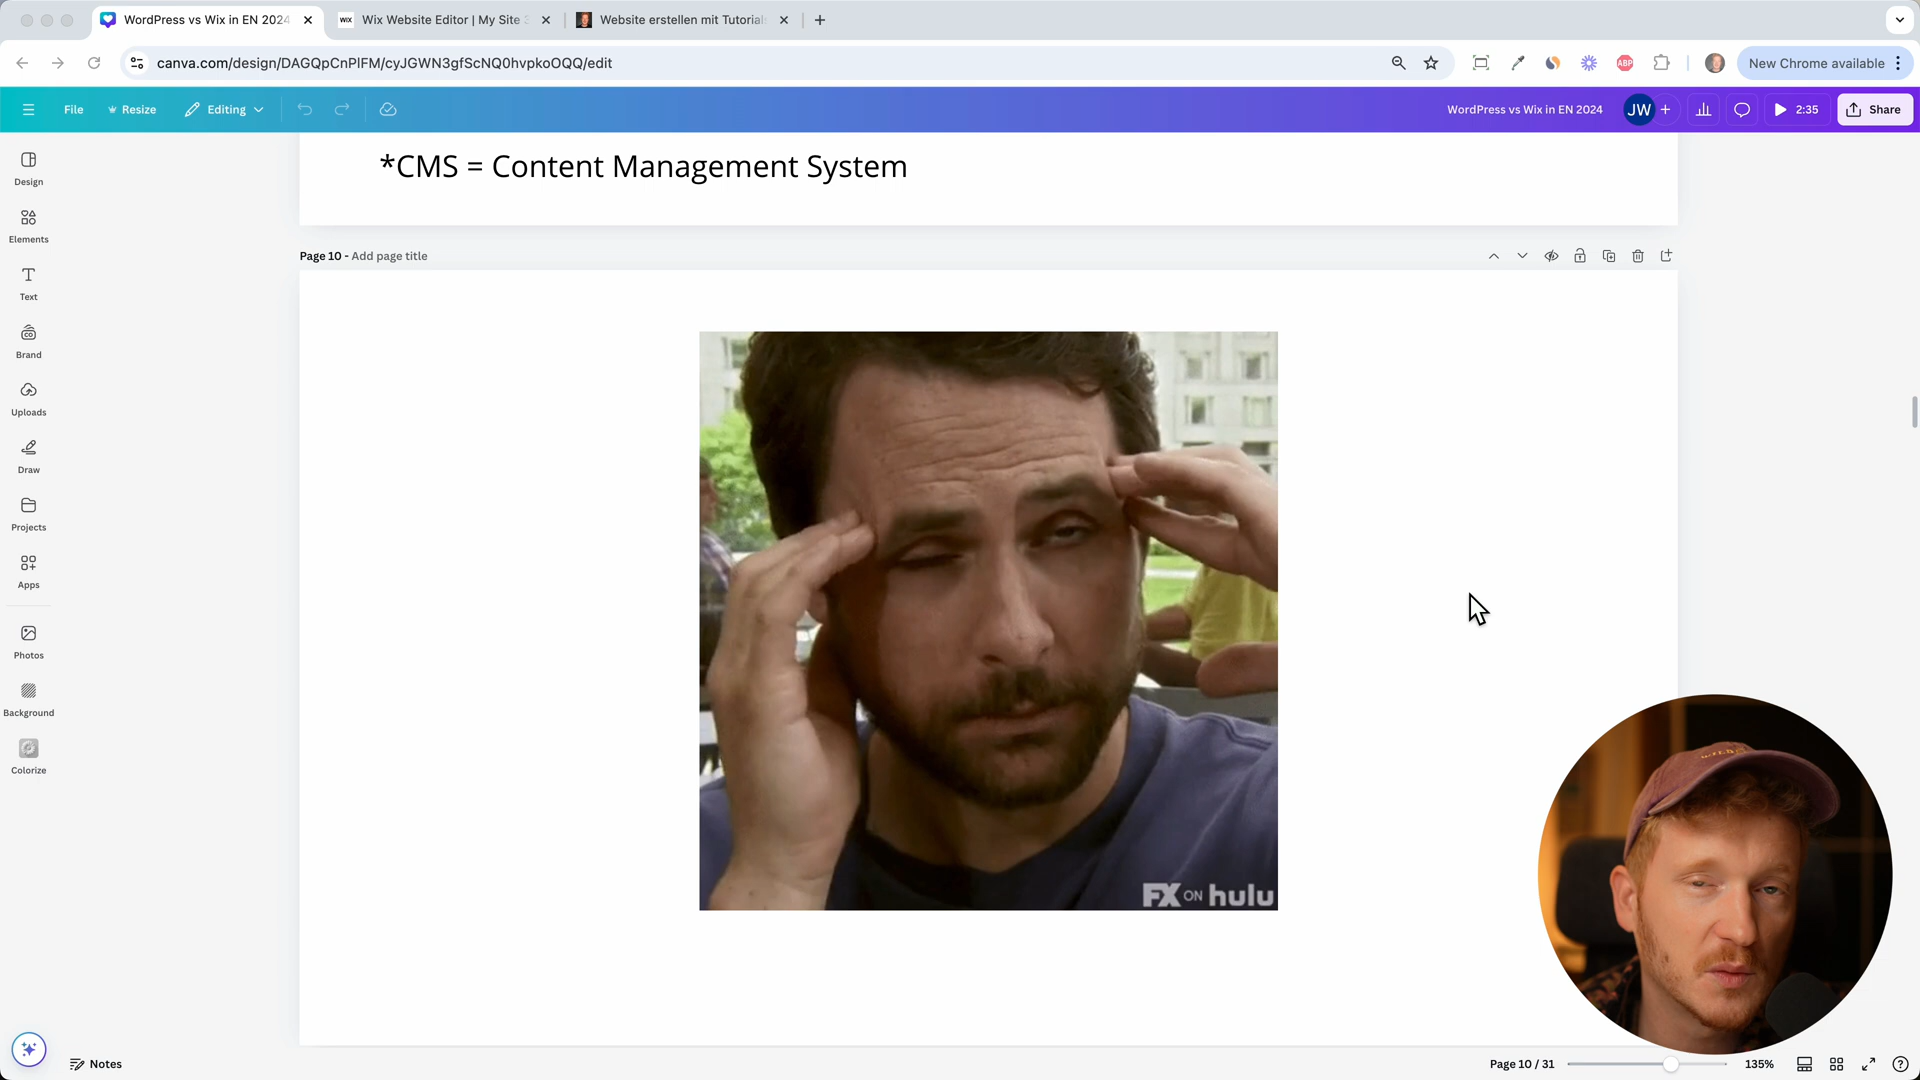 WordPress vs Wix in EN 2024
Wix Website Editor | My Site 3
Website erstellen mit Tutorials
canva.com/design/DAGQpCnPlFM/cyJGWN3gfScNQ0hvpkoOQQ/edit
ABP
New Chrome available
File
Resize
Editing
WordPress vs Wix in EN 2024
JW
2:35
Share
*CMS = Content Management System
Page 10 - Add page title
Design
Elements
Text
Brand
Uploads
Draw
Projects
Apps
Photos
Background
Colorize
FX ON hulu
Notes
Page 10 / 31
135%